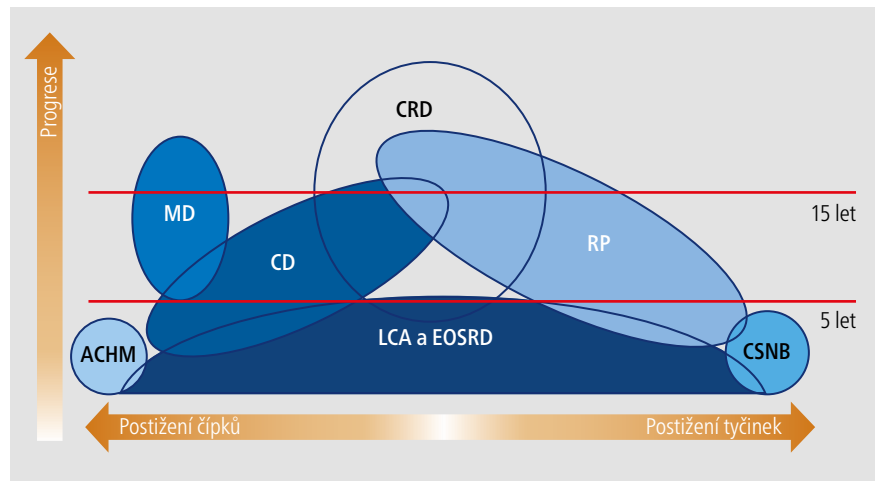 Progrese
CRD
MD
15 let
RP
CD
5 let
LCA a EOSRD
ACHM
CSNB
Postižení čípků
Postižení tyčinek